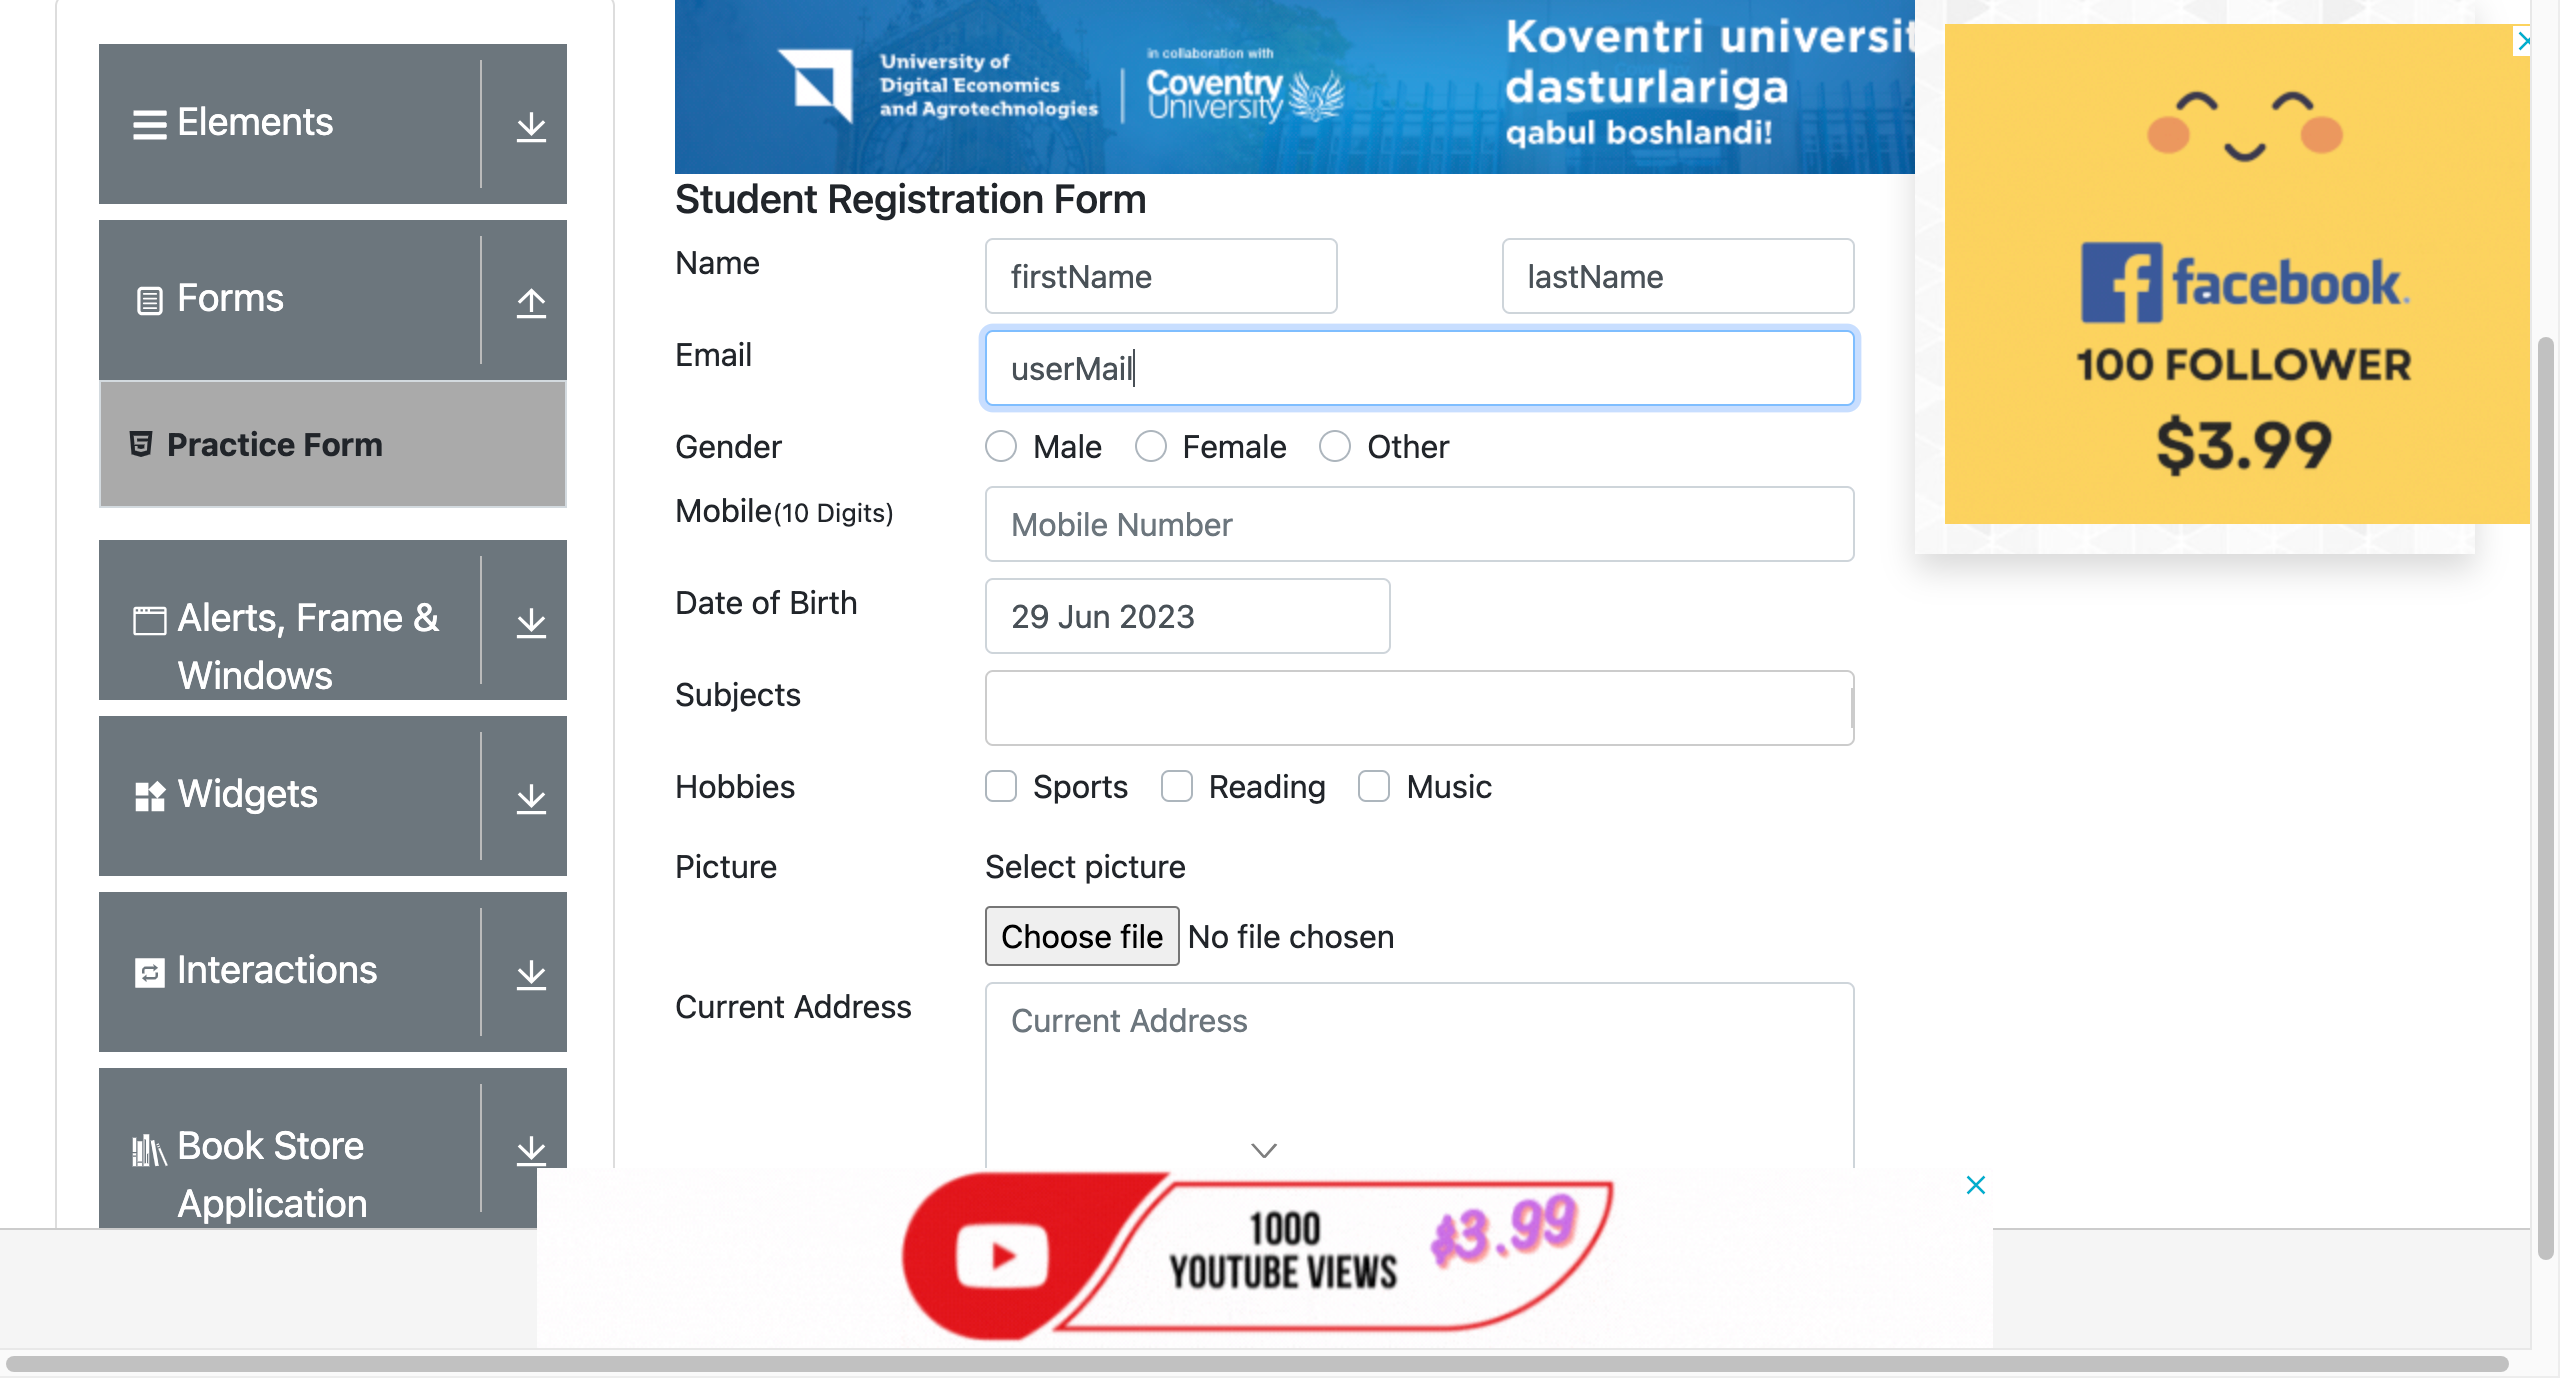 Elements
Forms
Practice Form
Alerts, Frame &
Windows
Widgets
Interactions
Book Store
Application
University of
Digital Economics
and Agrotechnologies
in collaboration with
Coventry
University
Koventri universit
dasturlariga
qabul boshlandi!
Student Registration Form
Name
firstName
lastName
Email
userMail
Gender
Male
Female
Other
Mobile(10 Digits)
Mobile Number
Date of Birth
29 Jun 2023
Subjects
Hobbies
Sports
Reading
Music
Picture
Select picture
Choose file
No file chosen
Current Address
Current Address
facebook.
100 FOLLOWER
$3.99
1000
YOUTUBE VIEWS
$3.99